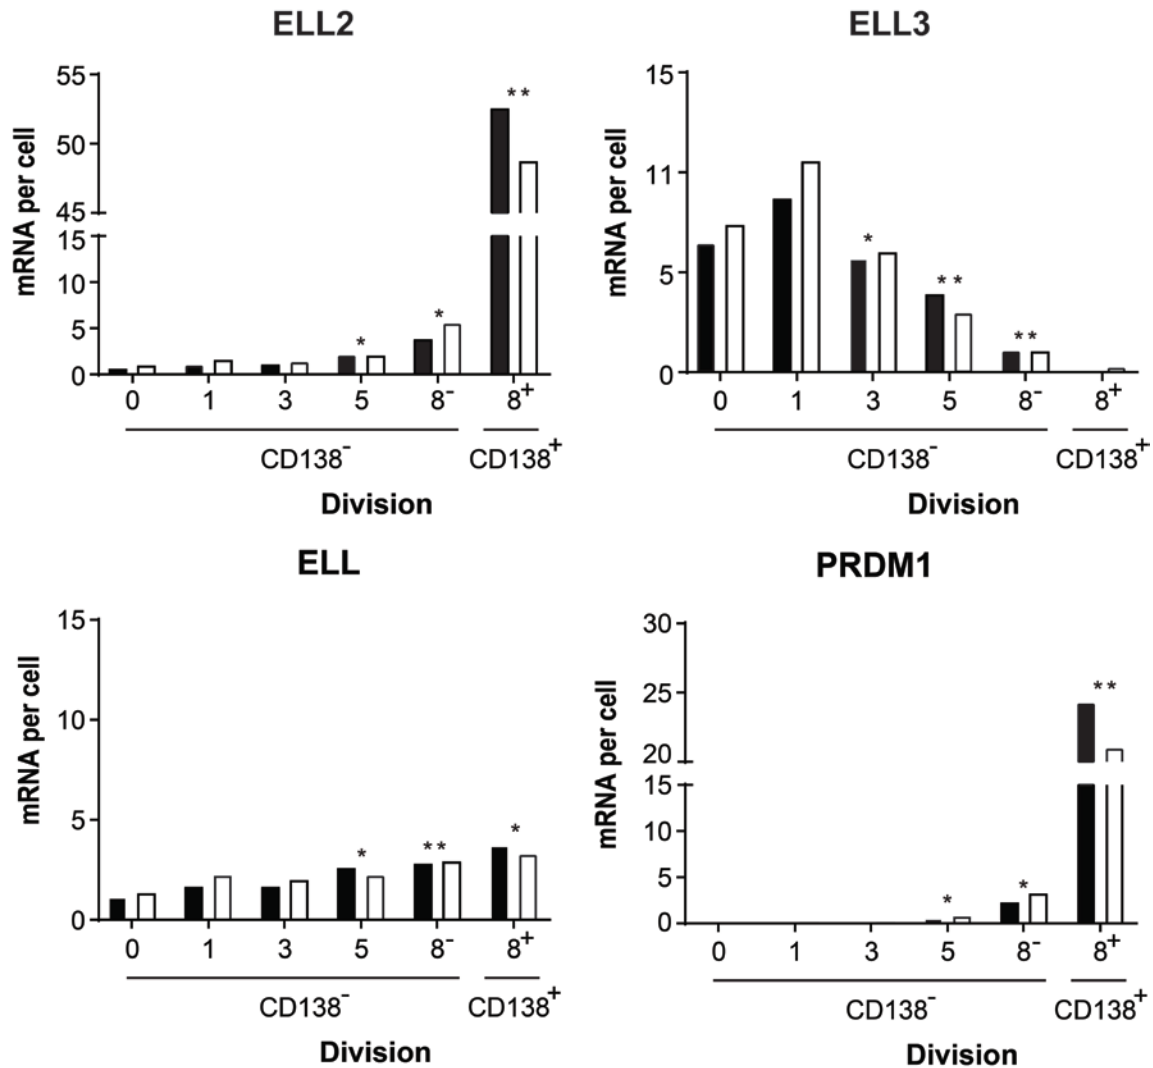 ELL2
55
50
45
15
10
5
0
mRNA per cell
* * * *
0 1 3 5 8- 8+
CD138- CD138+
Division
ELL3
15
11
5
0
mRNA per cell
* * * * *
0 1 3 5 8- 8+
CD138- CD138+
Division
ELL
15
10
5
0
mRNA per cell
* * * *
0 1 3 5 8- 8+
CD138- CD138+
Division
PRDM1
30
25
20
15
10
5
0
mRNA per cell
* * * *
0 1 3 5 8- 8+
CD138- CD138+
Division